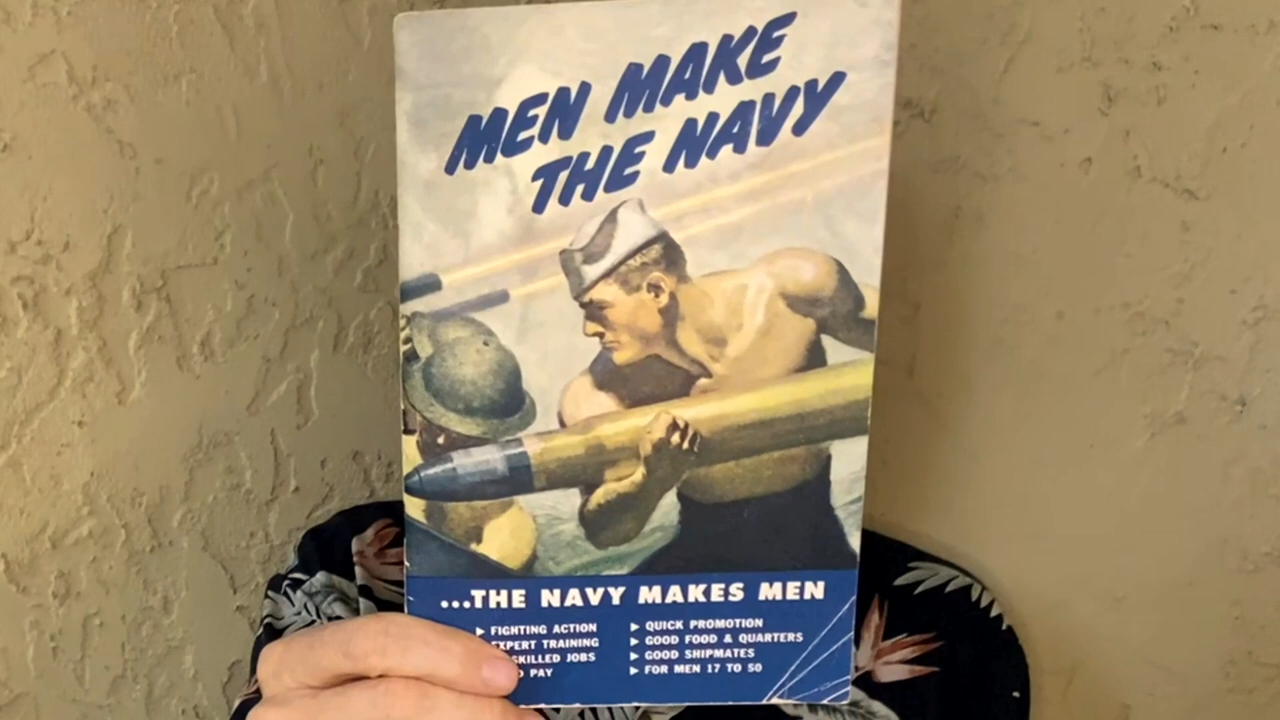 MEN MAKE
THE NAVY
...THE NAVY MAKES MEN
FIGHTING ACTION
EXPERT TRAINING
SKILLED JOBS
PAY
QUICK PROMOTION
GOOD FOOD & QUARTERS
GOOD SHIPMATES
FOR MEN 17 TO 50